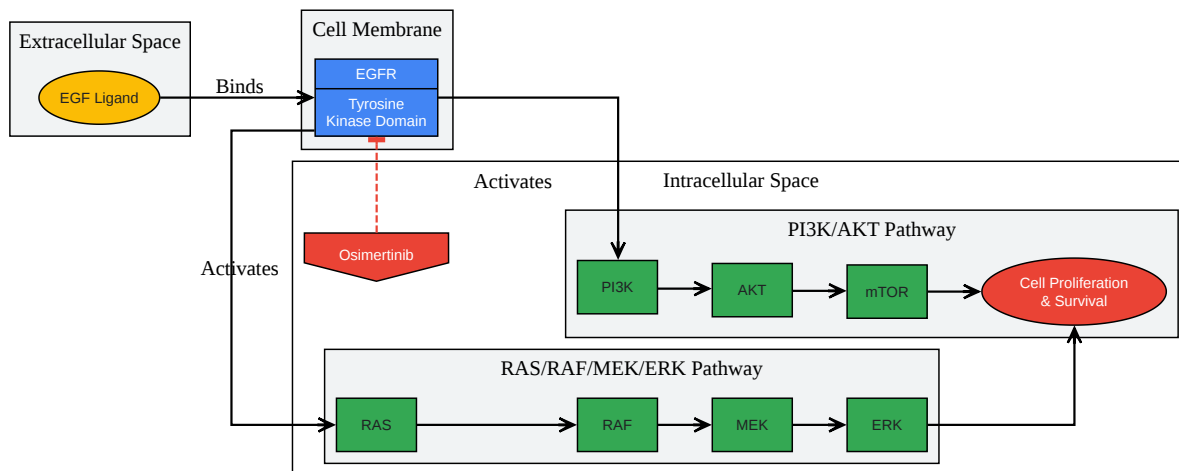 Extracellular Space
EGF Ligand
Binds
Cell Membrane
EGFR
Tyrosine
Kinase Domain
Activates
Intracellular Space
Activates
Osimertinib
PI3K/AKT Pathway
PI3K
AKT
mTOR
Cell Proliferation
& Survival
RAS/RAF/MEK/ERK Pathway
RAS
RAF
MEK
ERK